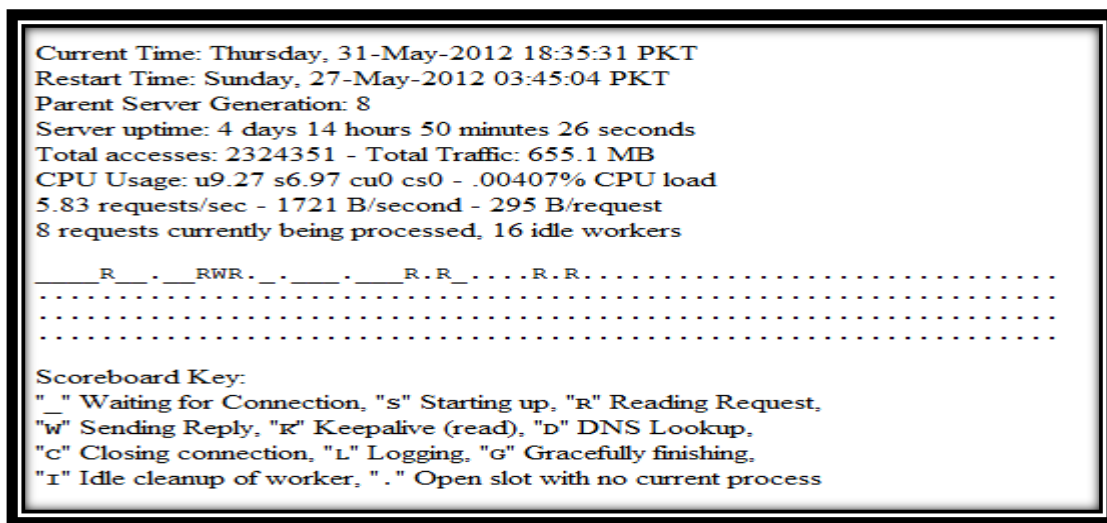 Current Time: Thursday, 31-May-2012 18:35:31 PKT
Restart Time: Sunday, 27-May-2012 03:45:04 PKT
Parent Server Generation: 8
Server uptime: 4 days 14 hours 50 minutes 26 seconds
Total accesses: 2324351 - Total Traffic: 655.1 MB
CPU Usage: u9.27 s6.97 cu0 cs0 - .00407% CPU load
5.83 requests/sec - 1721 B/second - 295 B/request
8 requests currently being processed, 16 idle workers
____R__.__RWR._.___.___R.R_....R.R..............................
................................................................
................................................................
................................................................
Scoreboard Key:
"_" Waiting for Connection, "S" Starting up, "R" Reading Request,
"W" Sending Reply, "K" Keepalive (read), "D" DNS Lookup,
"C" Closing connection, "L" Logging, "G" Gracefully finishing,
"I" Idle cleanup of worker, "." Open slot with no current process